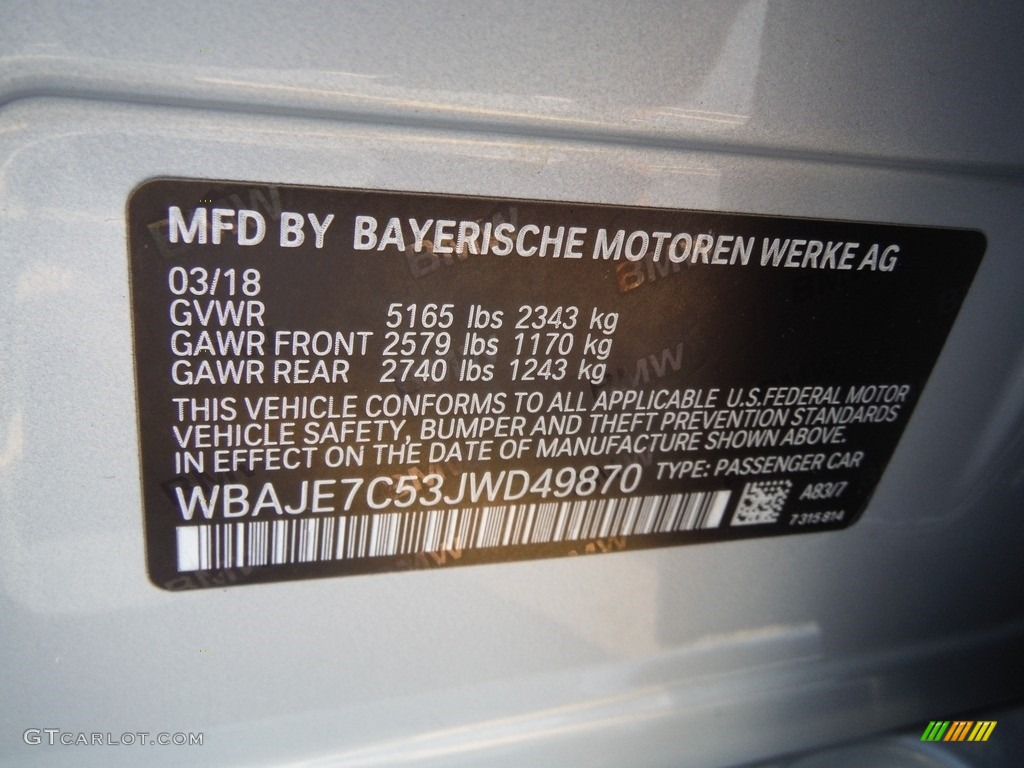 MFD BY BAYERISCHE MOTOREN WERKE AG
03/18
GVWR 5165 lbs 2343 kg
GAWR FRONT 2579 lbs 1170 kg
GAWR REAR 2740 lbs 1243 kg
THIS VEHICLE CONFORMS TO ALL APPLICABLE U.S.FEDERAL MOTOR
VEHICLE SAFETY, BUMPER AND THEFT PREVENTION STANDARDS
IN EFFECT ON THE DATE OF MANUFACTURE SHOWN ABOVE.
WBAJE7C53JWD49870 TYPE: PASSENGER CAR
A83/7
7315814
GTCARLOT.COM